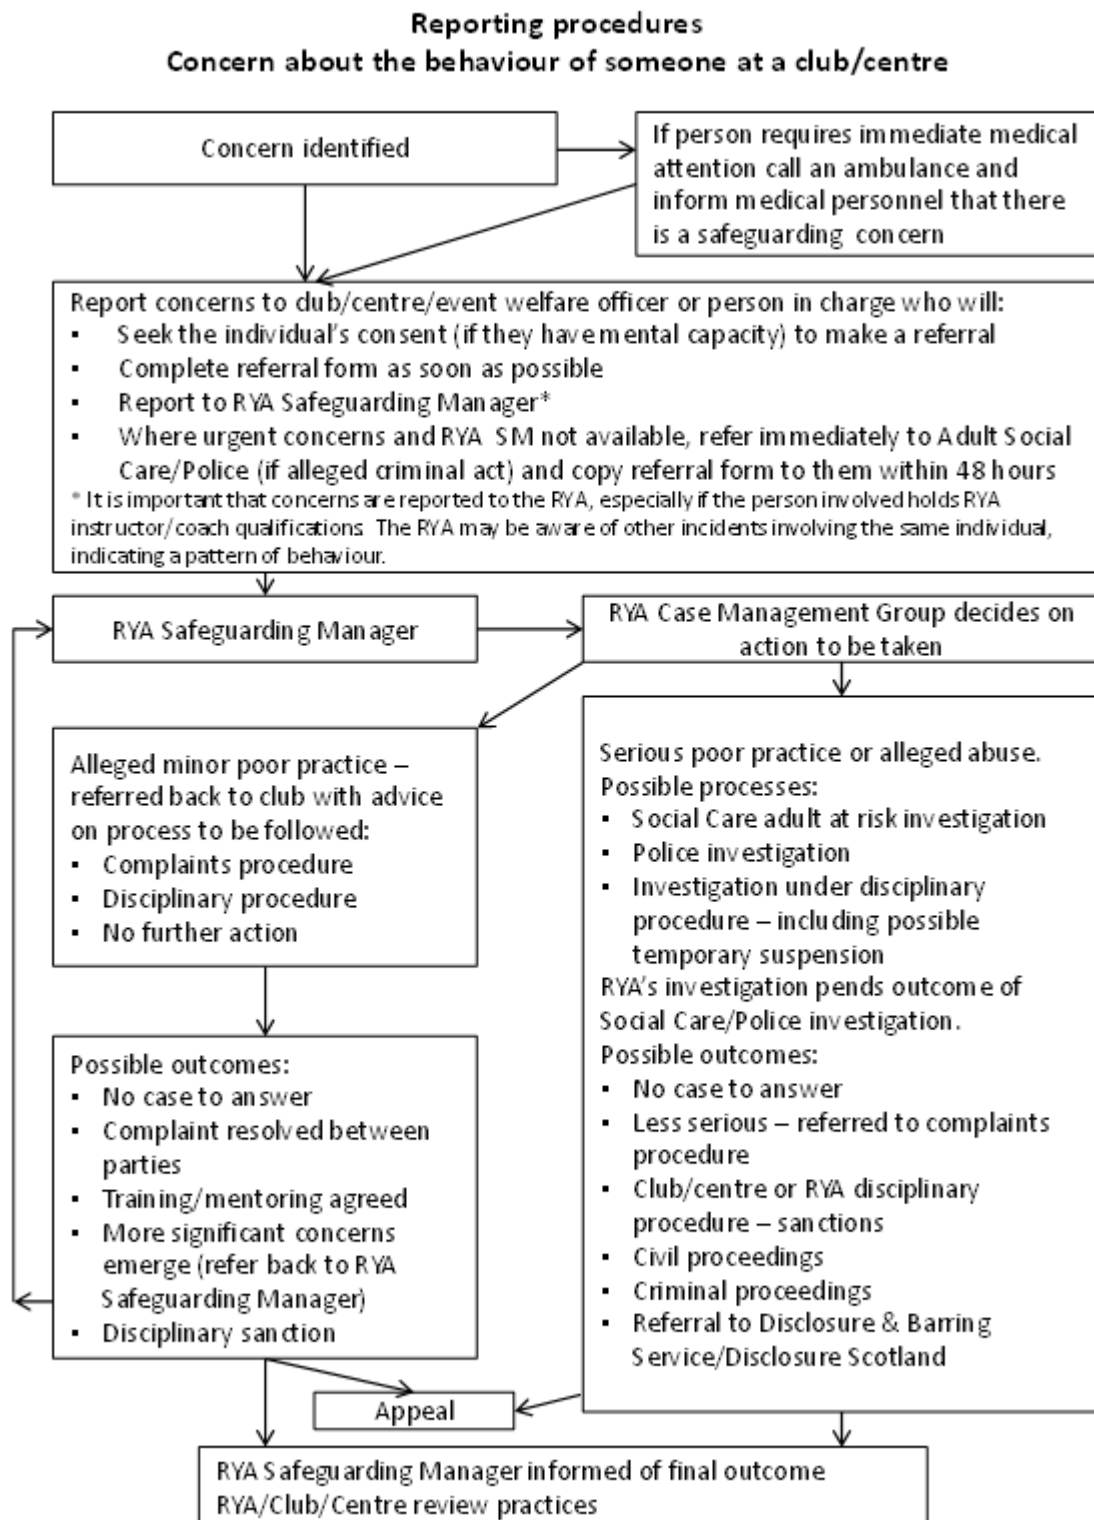 Reporting procedures
Concern about the behaviour of someone at a club/centre
Concern identified
If person requires immediate medical
attention call an ambulance and
inform medical personnel that there
is a safeguarding concern
Report concerns to club/centre/event welfare officer or person in charge who will:
▪ Seek the individual's consent (if they have mental capacity) to make a referral
▪ Complete referral form as soon as possible
▪ Report to RYA Safeguarding Manager*
▪ Where urgent concerns and RYA SM not available, refer immediately to Adult Social
Care/Police (if alleged criminal act) and copy referral form to them within 48 hours
* It is important that concerns are reported to the RYA, especially if the person involved holds RYA
instructor/coach qualifications. The RYA may be aware of other incidents involving the same individual,
indicating a pattern of behaviour.
RYA Safeguarding Manager
RYA Case Management Group decides on
action to be taken
Alleged minor poor practice –
referred back to club with advice
on process to be followed:
▪ Complaints procedure
▪ Disciplinary procedure
▪ No further action
Serious poor practice or alleged abuse.
Possible processes:
▪ Social Care adult at risk investigation
▪ Police investigation
▪ Investigation under disciplinary
procedure – including possible
temporary suspension
RYA's investigation pends outcome of
Social Care/Police investigation.
Possible outcomes:
▪ No case to answer
▪ Less serious – referred to complaints
procedure
▪ Club/centre or RYA disciplinary
procedure – sanctions
▪ Civil proceedings
▪ Criminal proceedings
▪ Referral to Disclosure & Barring
Service/Disclosure Scotland
Possible outcomes:
▪ No case to answer
▪ Complaint resolved between
parties
▪ Training/mentoring agreed
▪ More significant concerns
emerge (refer back to RYA
Safeguarding Manager)
▪ Disciplinary sanction
Appeal
RYA Safeguarding Manager informed of final outcome
RYA/Club/Centre review practices